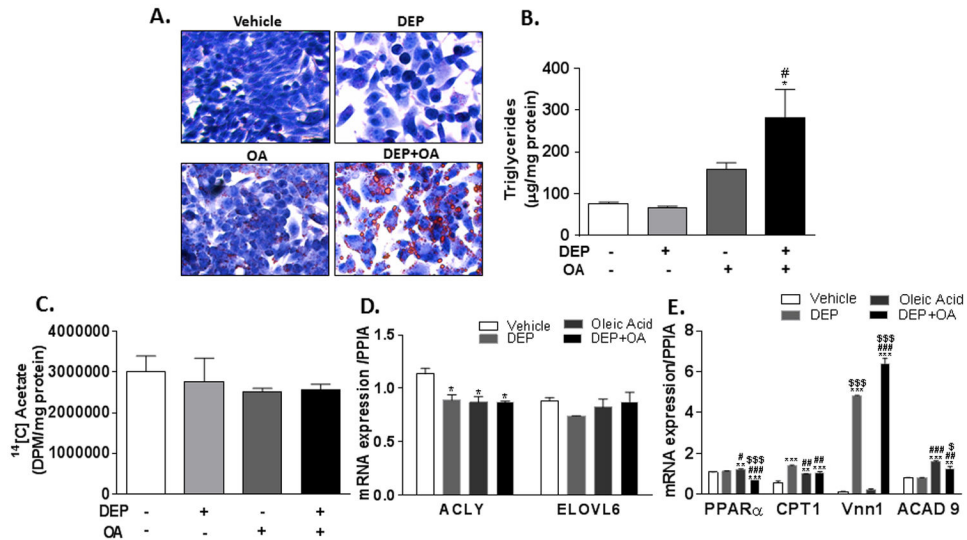 A.
Vehicle
DEP
OA
DEP+OA
B.
Triglycerides
(µg/mg protein)
400
300
200
100
0
#
*
DEP - + - +
OA - - + +
C.
14[C] Acetate
(DPM/mg protein)
4000000
3000000
2000000
1000000
0
DEP - + - +
OA - - + +
D.
Vehicle
DEP
Oleic Acid
DEP+OA
mRNA expression /PPIA
1.5
1.0
0.5
0.0
* * *
ACLY ELOVL6
E.
Vehicle
DEP
Oleic Acid
DEP+OA
mRNA expression/PPIA
8
6
4
2
0
#
**
$$$
###
***
***
##
**
##
***
$$$
***
$$$
###
***
###
***
$
##
**
PPARα CPT1 Vnn1 ACAD 9